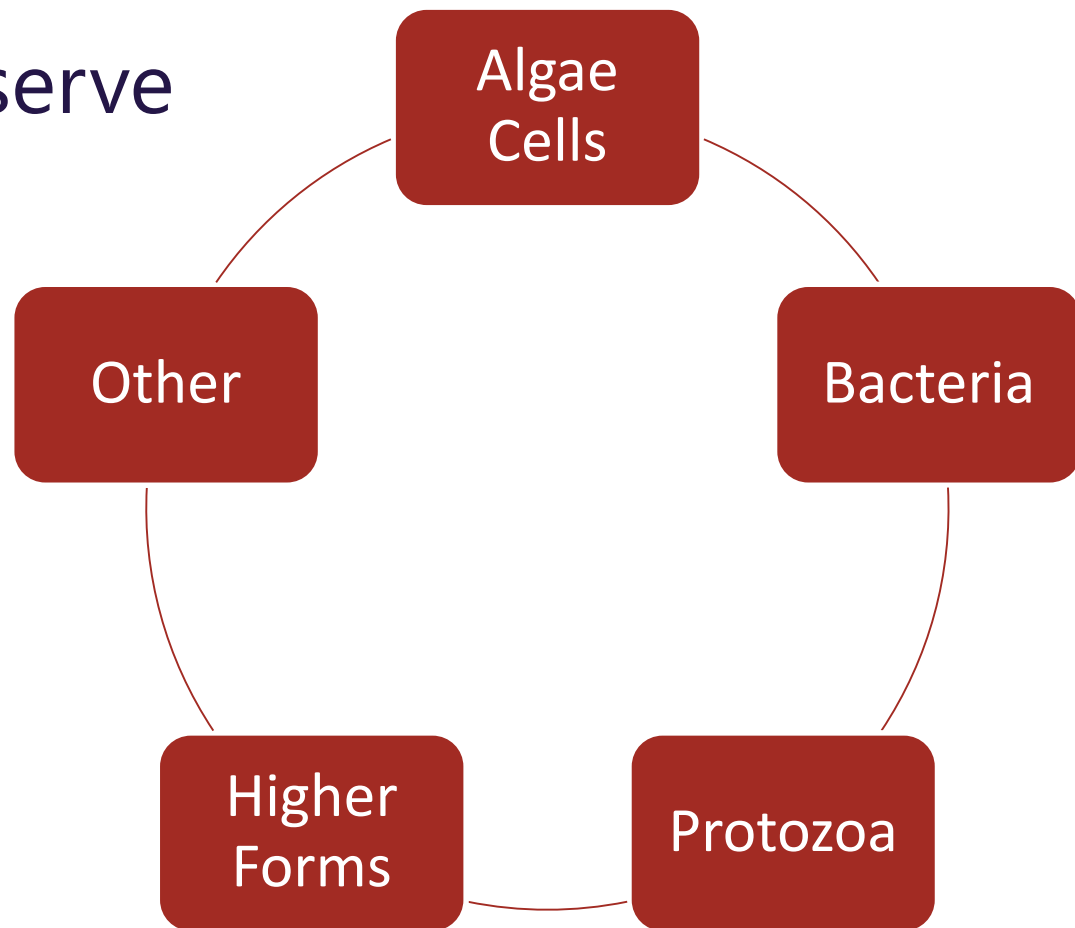 serve
Algae
Cells
Bacteria
Protozoa
Higher
Forms
Other